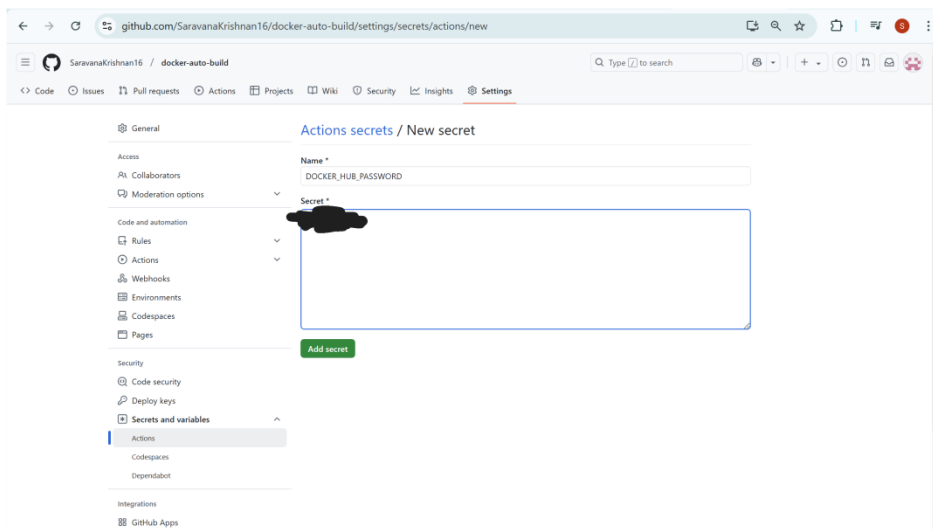 github.com/SaravanaKrishnan16/docker-auto-build/settings/secrets/actions/new
S
SaravanaKrishnan16 / docker-auto-build
Type / to search
Code Issues Pull requests Actions Projects Wiki Security Insights Settings
General
Access
Collaborators
Moderation options
Code and automation
Rules
Actions
Webhooks
Environments
Codespaces
Pages
Security
Code security
Deploy keys
Secrets and variables
Actions
Codespaces
Dependabot
Integrations
GitHub Apps
Actions secrets / New secret
Name *
DOCKER_HUB_PASSWORD
Secret *
Add secret